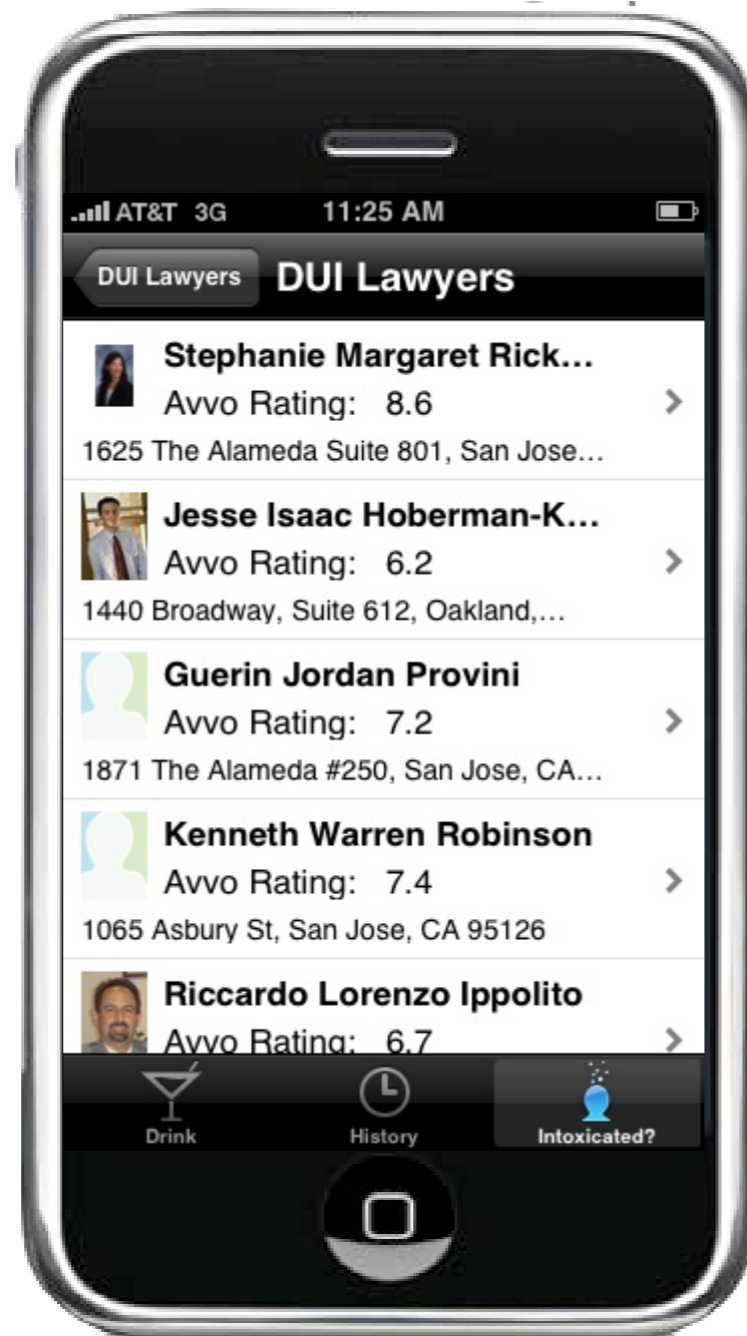 AT&T 3G 11:25 AM
DUI Lawyers DUI Lawyers
Stephanie Margaret Rick...
Avvo Rating: 8.6
1625 The Alameda Suite 801, San Jose...
Jesse Isaac Hoberman-K...
Avvo Rating: 6.2
1440 Broadway, Suite 612, Oakland,...
Guerin Jordan Provini
Avvo Rating: 7.2
1871 The Alameda #250, San Jose, CA...
Kenneth Warren Robinson
Avvo Rating: 7.4
1065 Asbury St, San Jose, CA 95126
Riccardo Lorenzo Ippolito
Avvo Rating: 6.7
Drink History Intoxicated?